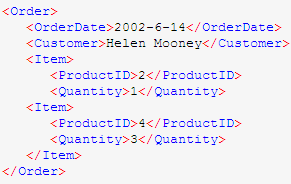 <Order>
<OrderDate>2002-6-14</OrderDate>
<Customer>Helen Mooney</Customer>
<Item>
<ProductID>2</ProductID>
<Quantity>1</Quantity>
<Item>
<ProductID>4</ProductID>
<Quantity>3</Quantity>
</Item>
</Order>